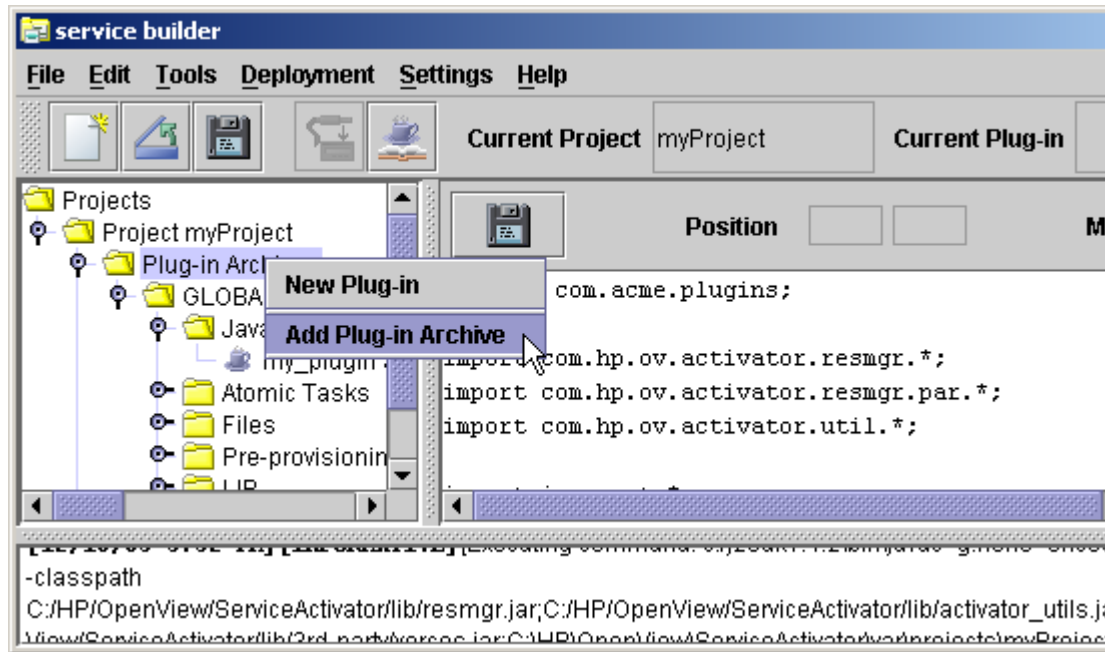 service builder
File Edit Tools Deployment Settings Help
Current Project myProject Current Plug-in
Projects
Project myProject
Plug-in
GLOBA
Java
my_plugin
Atomic Tasks
Files
Pre-provisionin
LIB
New Plug-in
Add Plug-in Archive
Position M
com.acme.plugins;
import com.hp.ov.activator.resmgr.*;
import com.hp.ov.activator.resmgr.par.*;
import com.hp.ov.activator.util.*;
-classpath
C:/HP/OpenView/ServiceActivator/lib/resmgr.jar;C:/HP/OpenView/ServiceActivator/lib/activator_utils.ja